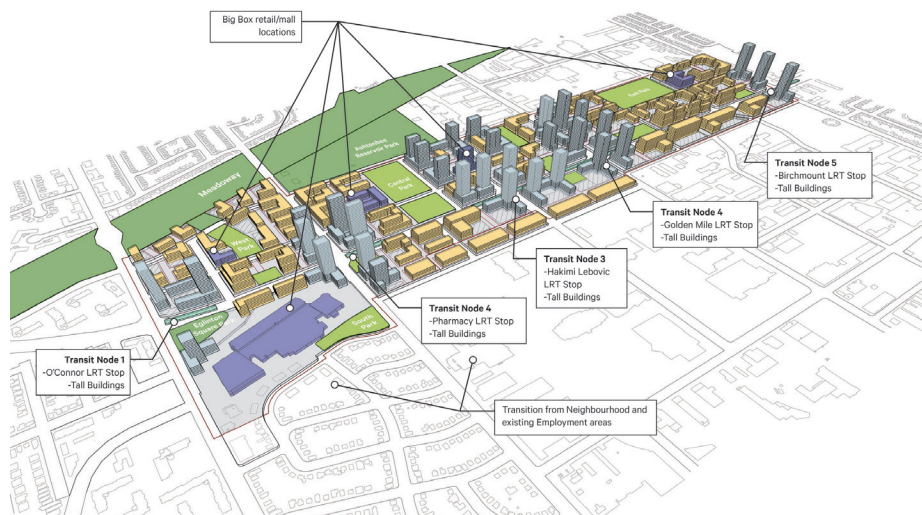 Big Box retail/mall
locations
Meadoway
Ashtonbee
Reservoir Park
Central
Park
West
Park
Eglinton
Square Park
South
Park
Transit Node 1
-O'Connor LRT Stop
-Tall Buildings
Transit Node 4
-Pharmacy LRT Stop
-Tall Buildings
Transit Node 3
-Hakimi Lebovic
LRT Stop
-Tall Buildings
Transit Node 4
-Golden Mile LRT Stop
-Tall Buildings
Transit Node 5
-Birchmount LRT Stop
-Tall Buildings
Transition from Neighbourhood and
existing Employment areas